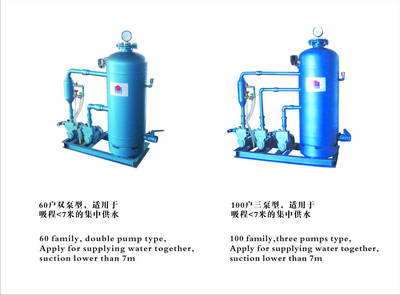 60户双泵型，适用于
吸程<7米的集中供水
60 family, double pump type,
Apply for supplying water together,
suction lower than 7m
100户三泵型，适用于
吸程<7米的集中供水
100 family,three pumps type,
Apply for supplying water together,
suction lower than 7m